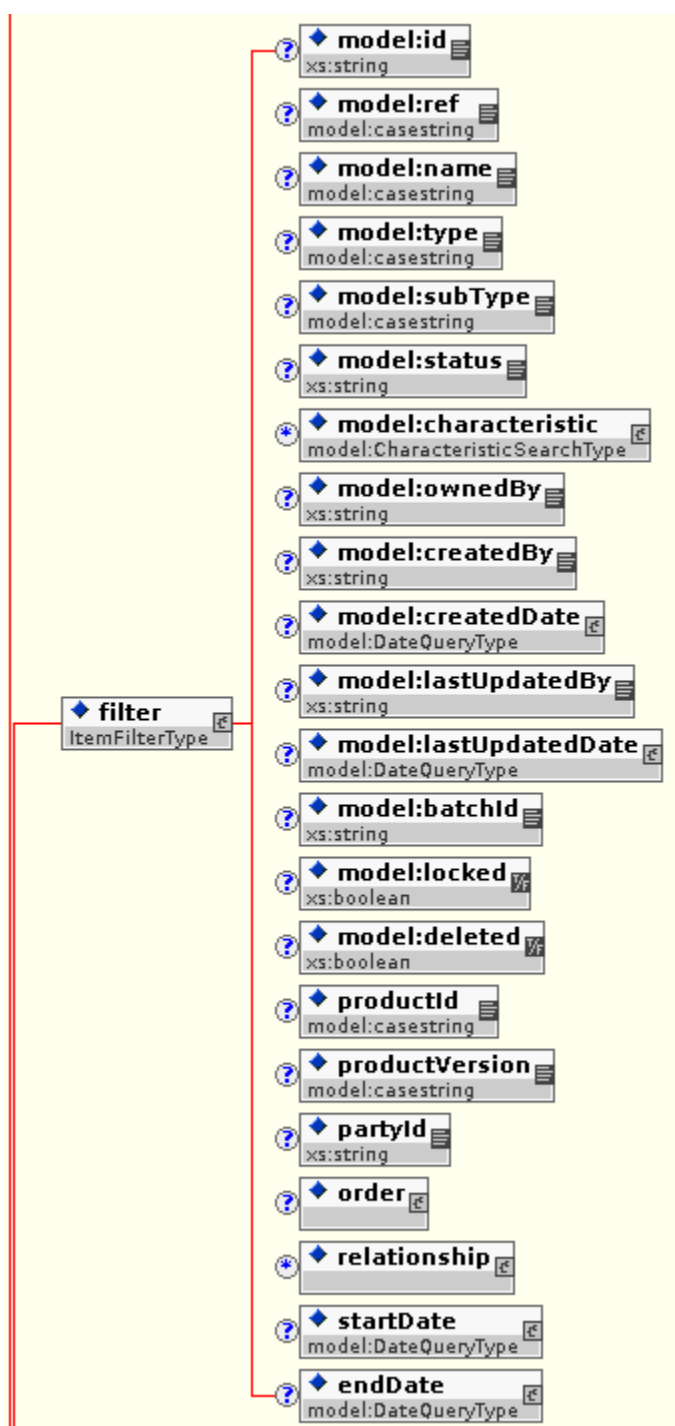 model:id
xs:string
model:ref
model:casestring
model:name
model:casestring
model:type
model:casestring
model:subType
model:casestring
model:status
xs:string
model:characteristic
model:CharacteristicSearchType
model:ownedBy
xs:string
model:createdBy
xs:string
model:createdDate
model:DateQueryType
model:lastUpdatedBy
xs:string
filter
ItemFilterType
model:lastUpdatedDate
model:DateQueryType
model:batchId
xs:string
model:locked
xs:boolean
model:deleted
xs:boolean
productId
model:casestring
productVersion
model:casestring
partyId
xs:string
order
relationship
startDate
model:DateQueryType
endDate
model:DateQueryType